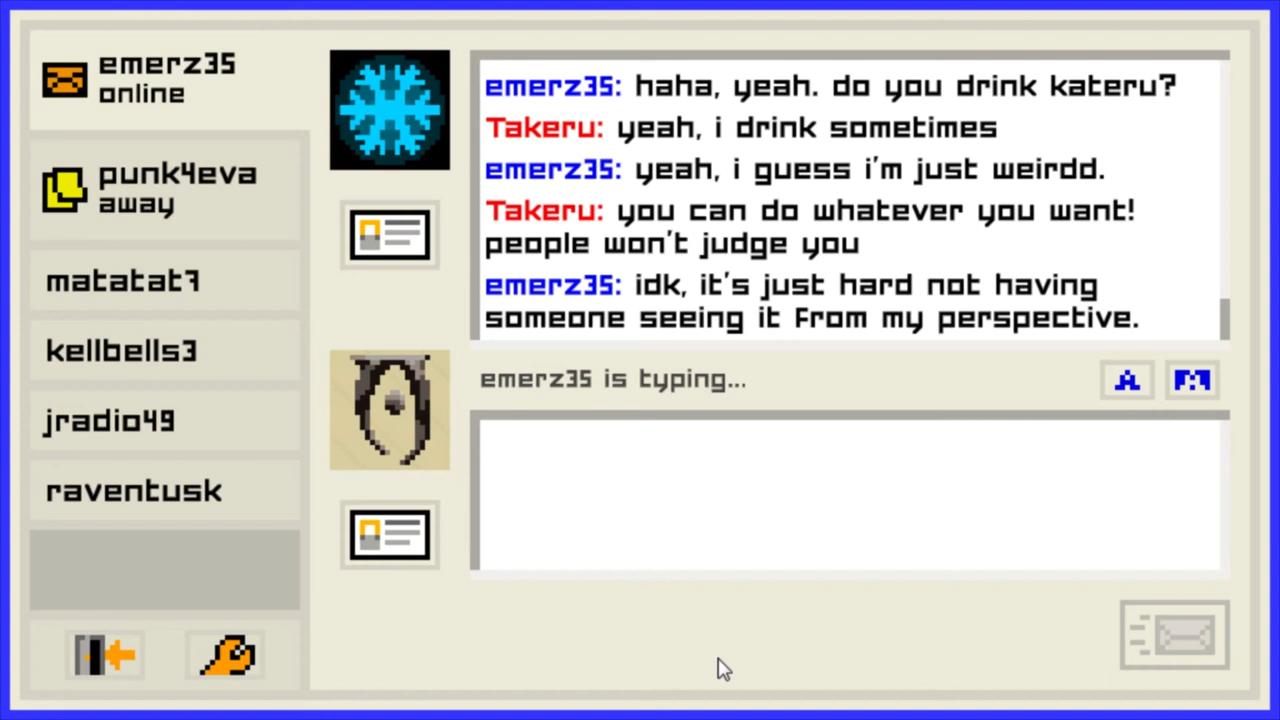 emerz35
online
punk4eva
away
matatat7
kellbells3
jradio49
raventusk
emerz35: haha, yeah. do you drink kateru?
Takeru: yeah, i drink sometimes
emerz35: yeah, i guess i'm just weirdd.
Takeru: you can do whatever you want!
people won't judge you
emerz35: idk, it's just hard not having
someone seeing it From my perspective.
emerz35 is typing...
A